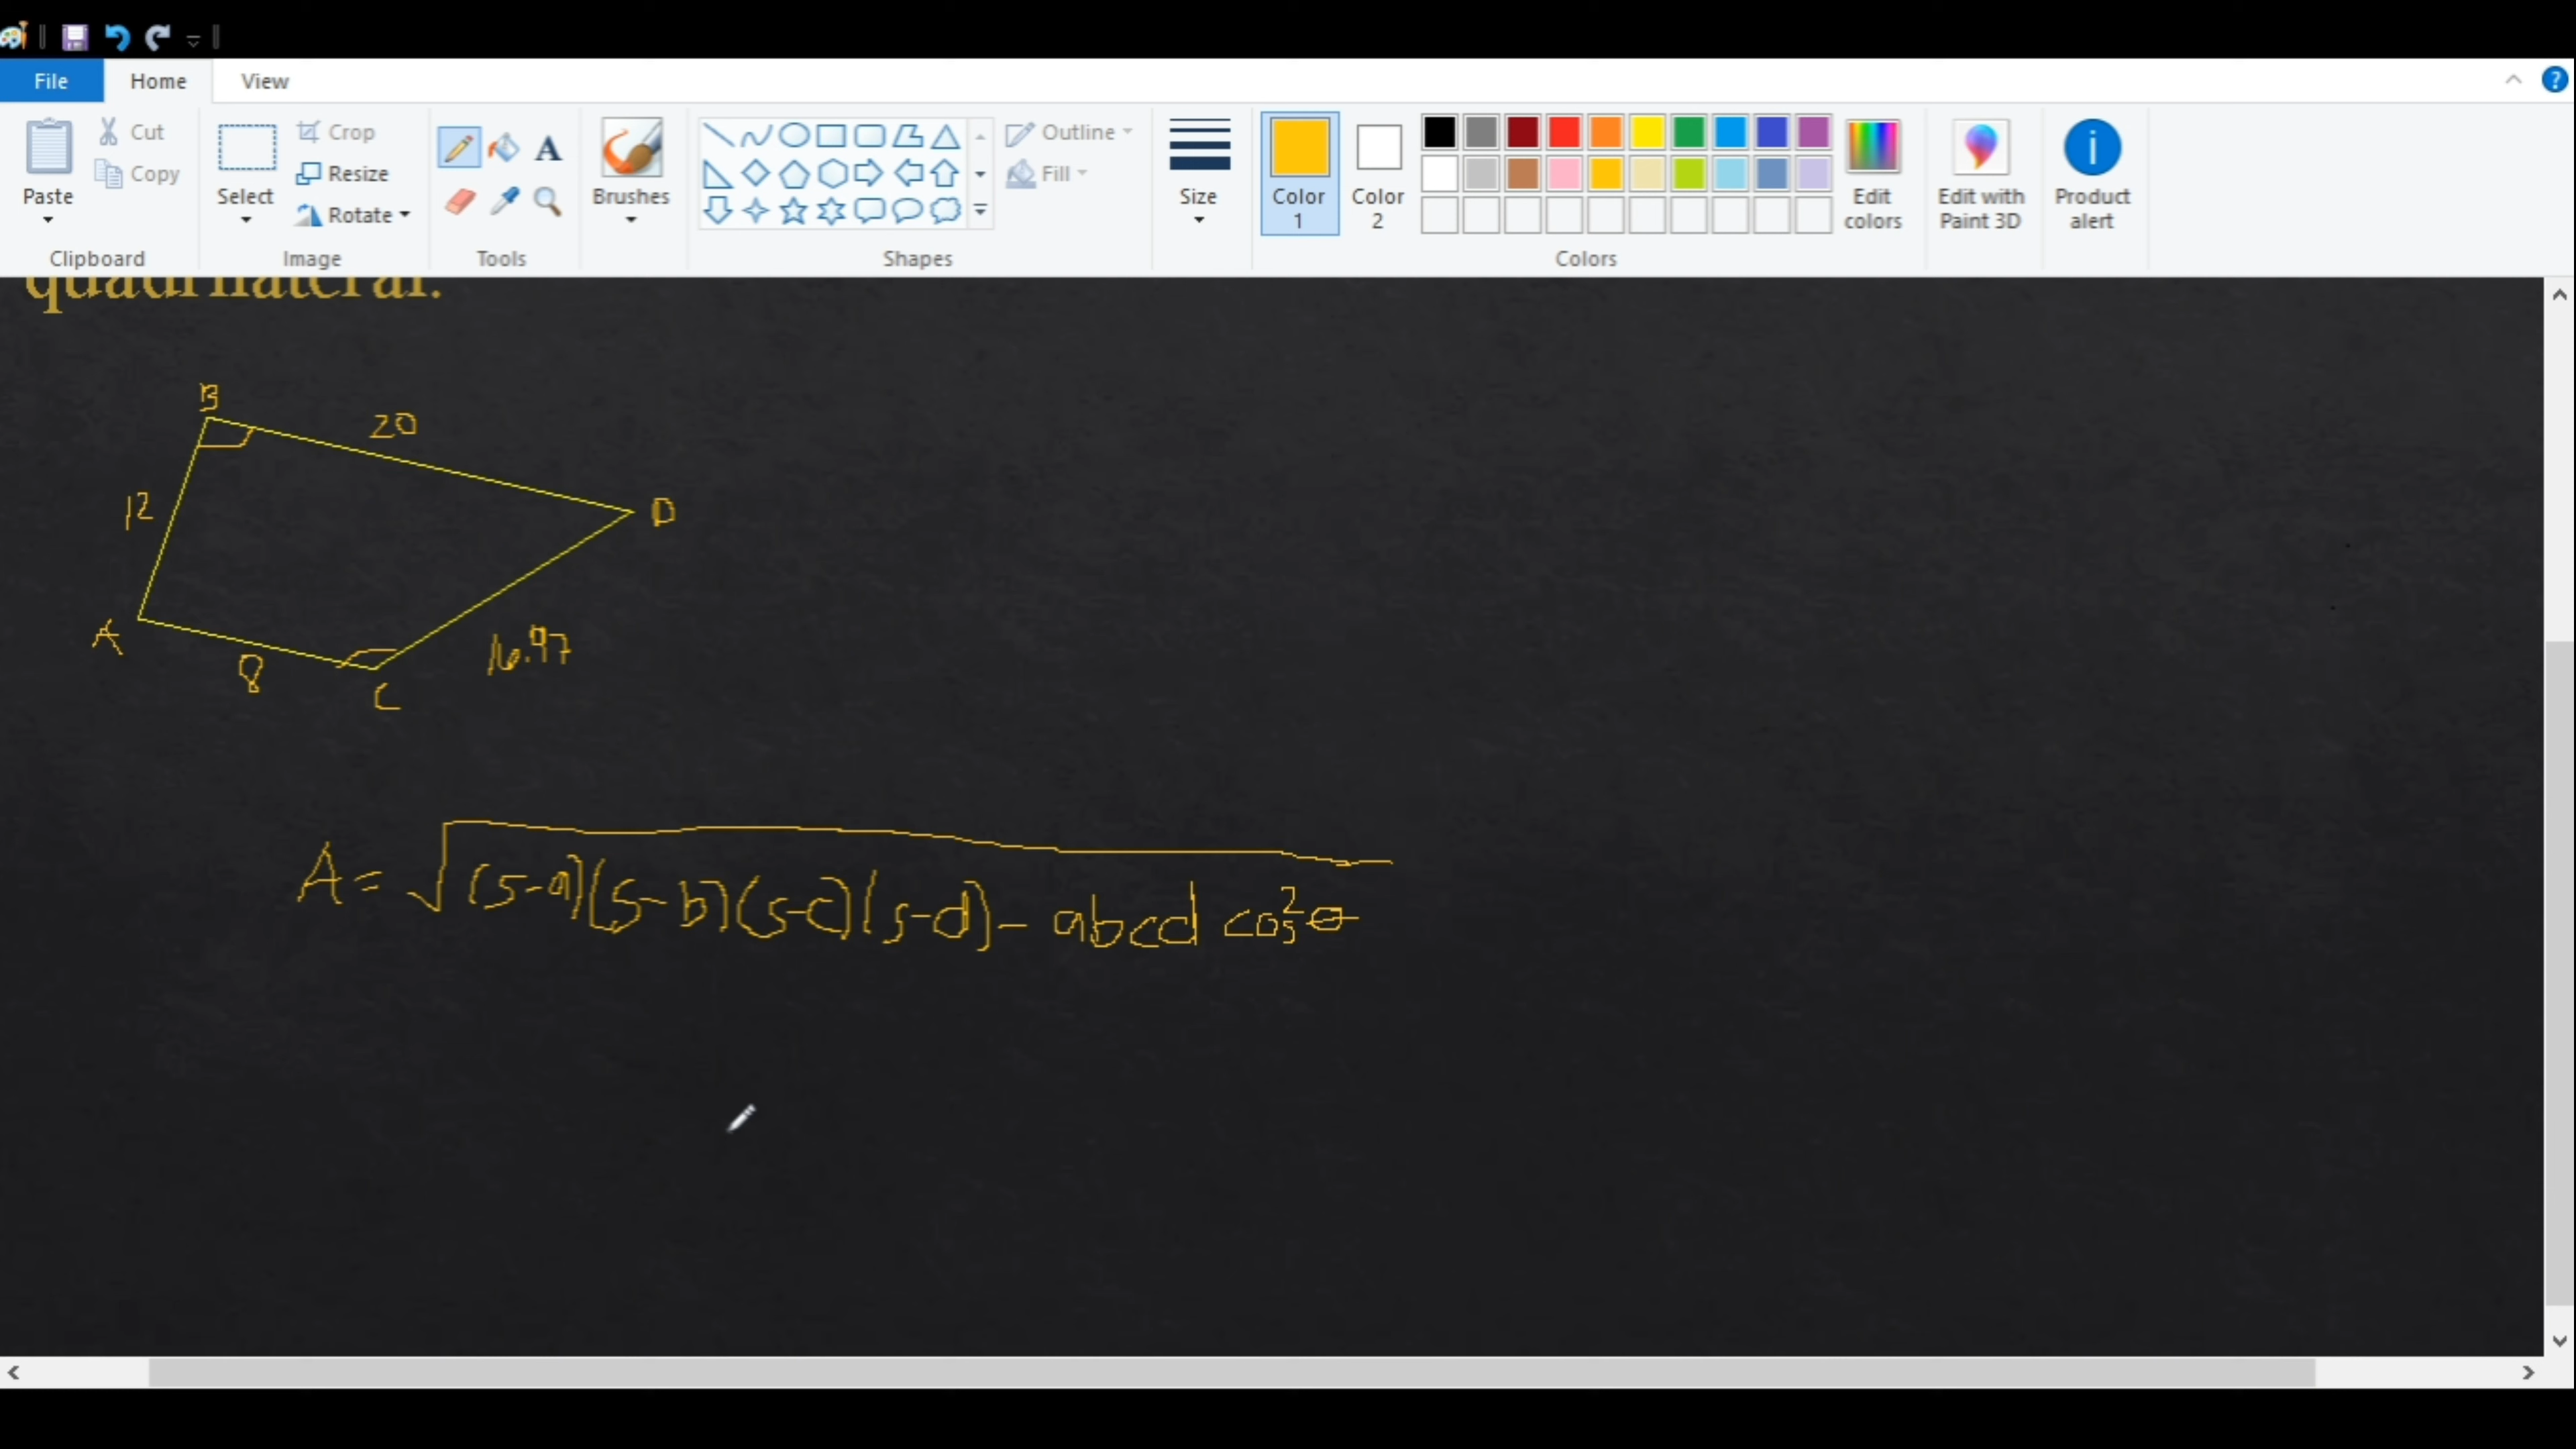 File Home View
Paste
Cut
Copy
Clipboard
Select
Crop
Resize
Rotate
Image
A
Tools
Brushes
Shapes
Outline
Fill
Size
Color 1
Color 2
Colors
Edit colors
Edit with Paint 3D
Product alert
quadrilateral.
B
20
12
D
A
8
16.97
C
A = √(s-a)(s-b)(s-c)(s-d) - abcd cos²θ